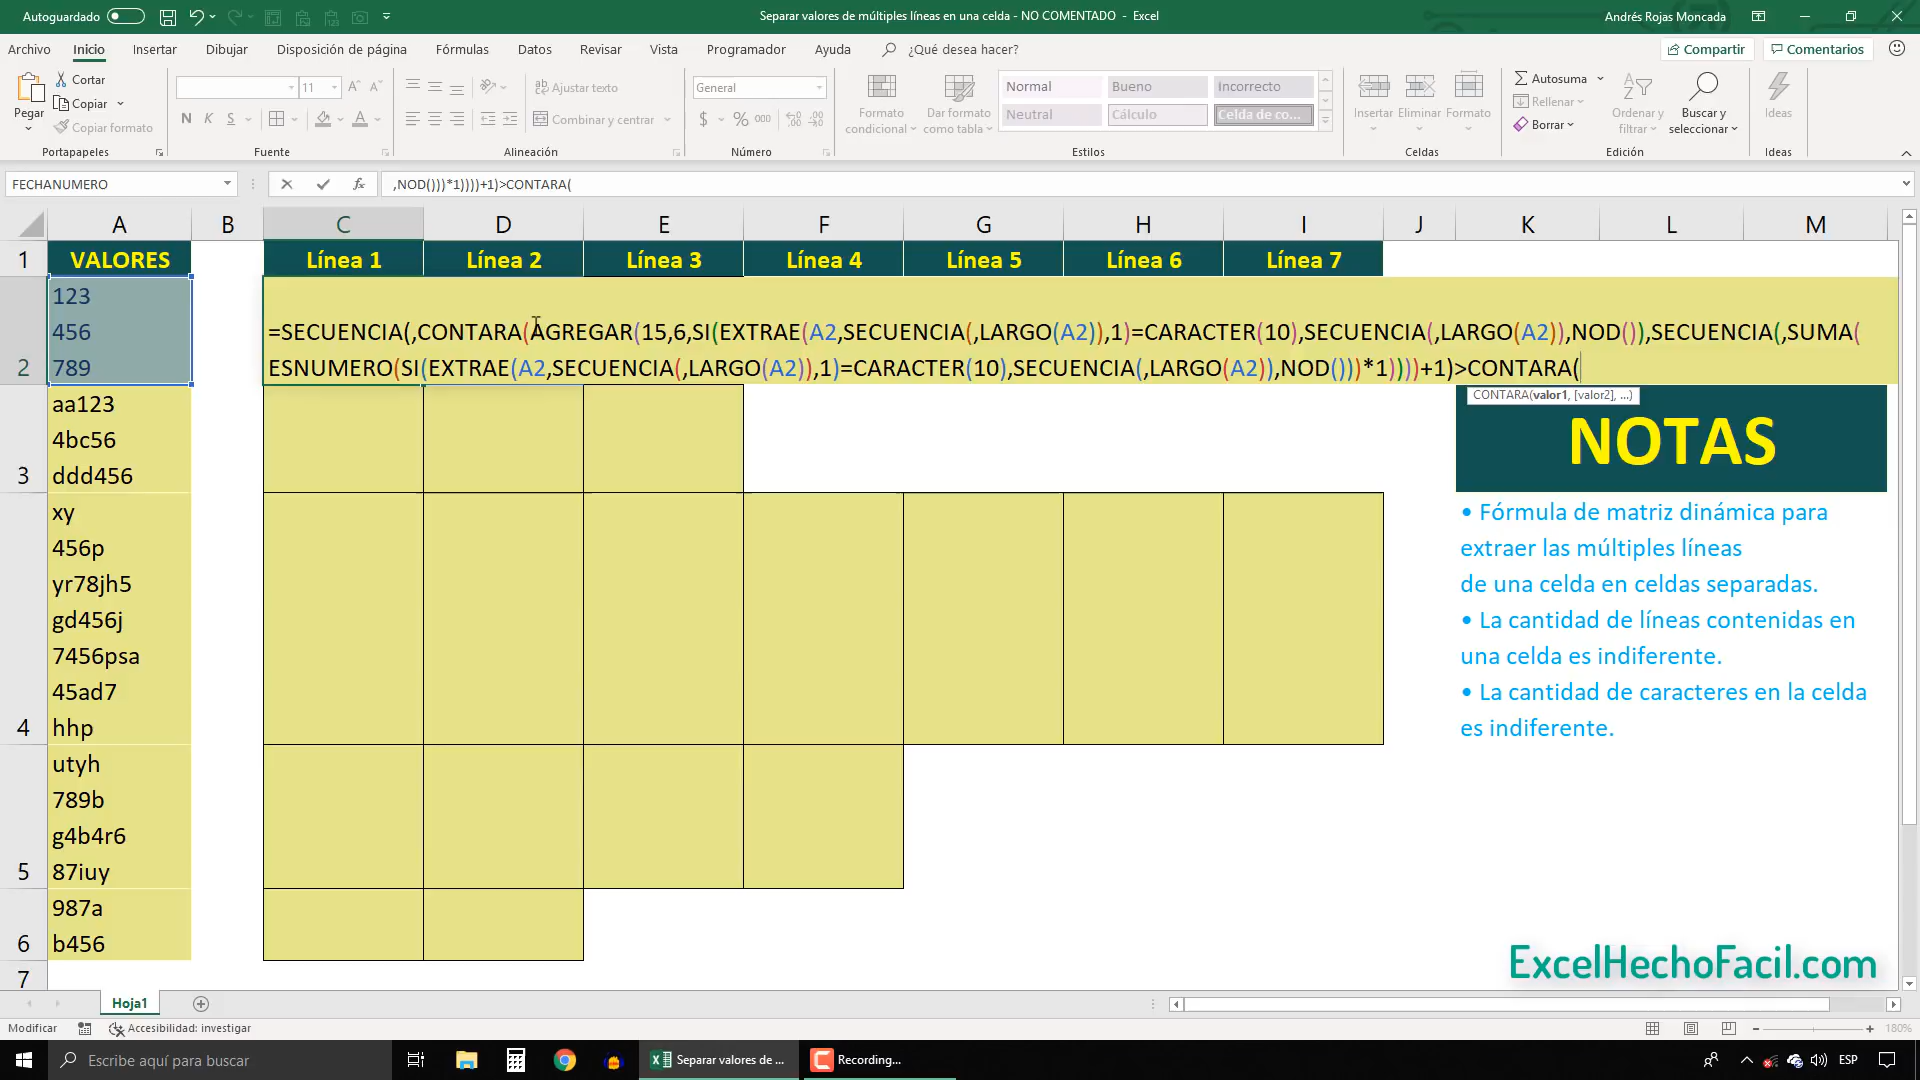 Autoguardado
Separar valores de múltiples líneas en una celda - NO COMENTADO - Excel
Andrés Rojas Moncada
Archivo Inicio Insertar Dibujar Disposición de página Fórmulas Datos Revisar Vista Programador Ayuda ¿Qué desea hacer? Compartir Comentarios
Pegar
Cortar
Copiar
Copiar formato
Portapapeles
11
N K S
Fuente
Ajustar texto
Combinar y centrar
Alineación
General
$ % 000
Número
Formato condicional
Dar formato como tabla
Normal Bueno Incorrecto
Neutral Cálculo Celda de co...
Estilos
Insertar Eliminar Formato
Celdas
Autosuma
Rellenar
Borrar
Ordenar y filtrar
Buscar y seleccionar
Edición
Ideas
Ideas
FECHANUMERO
fx
,NOD()))*1))))+1)>CONTARA(
A B C D E F G H I J K L M
1 VALORES Línea 1 Línea 2 Línea 3 Línea 4 Línea 5 Línea 6 Línea 7
123
456
2 789
=SECUENCIA(,CONTARA(AGREGAR(15,6,SI(EXTRAE(A2,SECUENCIA(,LARGO(A2)),1)=CARACTER(10),SECUENCIA(,LARGO(A2)),NOD()),SECUENCIA(,SUMA(
ESNUMERO(SI(EXTRAE(A2,SECUENCIA(,LARGO(A2)),1)=CARACTER(10),SECUENCIA(,LARGO(A2)),NOD()))*1))))+1)>CONTARA(
CONTARA(valor1, [valor2], ...)
aa123
4bc56
3 ddd456
xy
456p
yr78jh5
gd456j
7456psa
45ad7
4 hhp
utyh
789b
g4b4r6
5 87iuy
987a
6 b456
7
NOTAS
• Fórmula de matriz dinámica para
extraer las múltiples líneas
de una celda en celdas separadas.
• La cantidad de líneas contenidas en
una celda es indiferente.
• La cantidad de caracteres en la celda
es indiferente.
ExcelHechoFacil.com
Hoja1
Modificar
Accesibilidad: investigar
180%
Escribe aquí para buscar
Separar valores de ...
Recording...
ESP